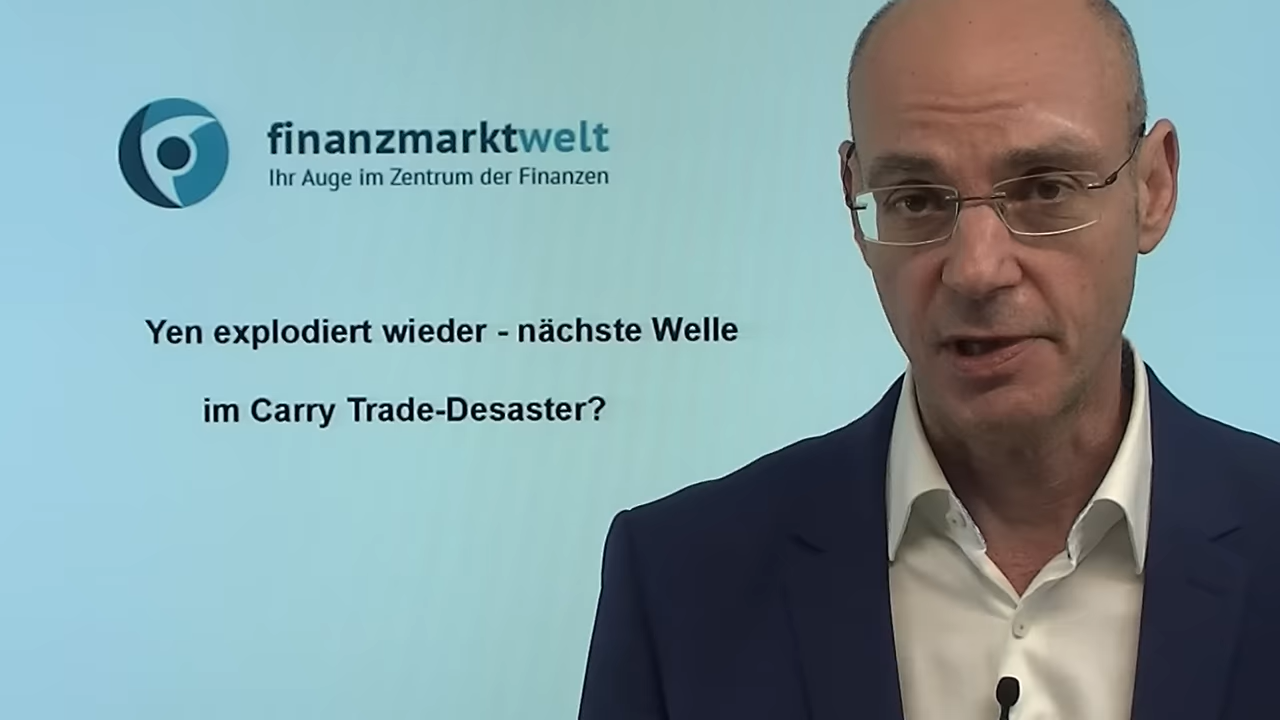 finanzmarktwelt
Ihr Auge im Zentrum der Finanzen
Yen explodiert wieder - nächste Welle
im Carry Trade-Desaster?